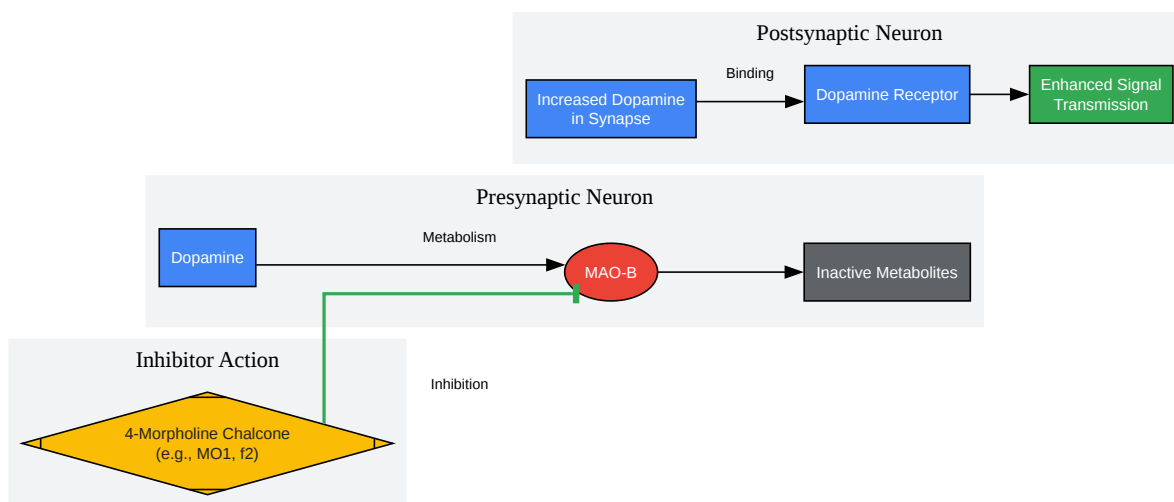 Postsynaptic Neuron
Binding
Increased Dopamine
in Synapse
Dopamine Receptor
Enhanced Signal
Transmission
Presynaptic Neuron
Metabolism
Dopamine
MAO-B
Inactive Metabolites
Inhibitor Action
Inhibition
4-Morpholine Chalcone
(e.g., MO1, f2)